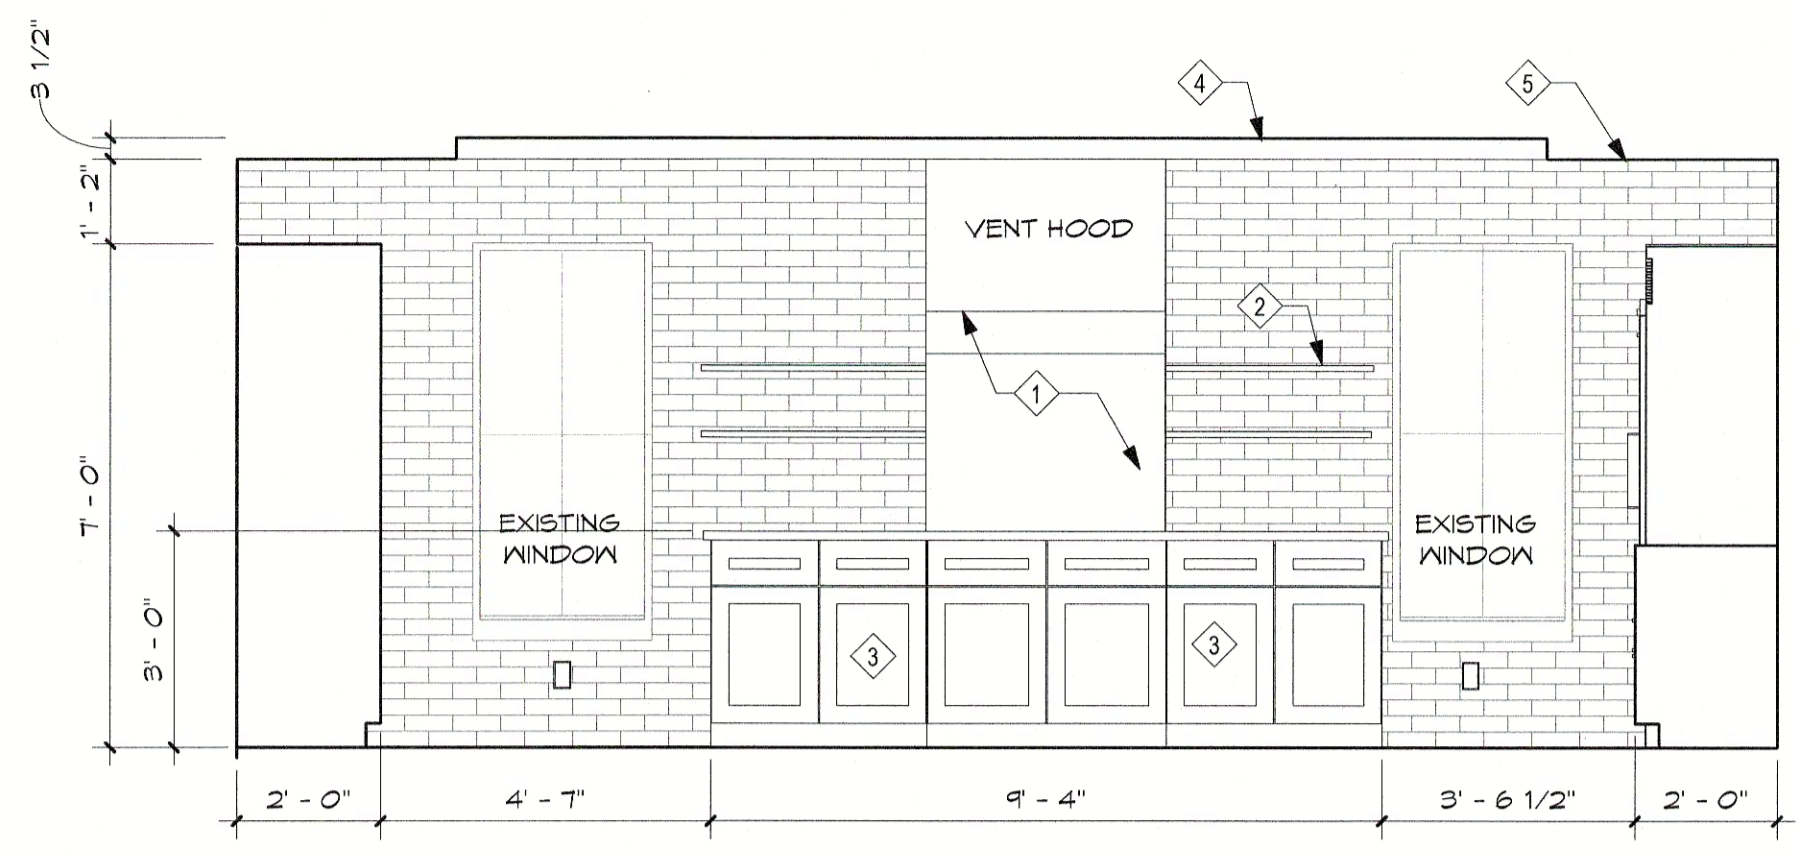 3 1/2"
4
5
1' - 2"
VENT HOOD
2
1
7' - 0"
EXISTING
WINDOW
EXISTING
WINDOW
3' - 0"
3
3
2' - 0"
4' - 7"
9' - 4"
3' - 6 1/2"
2' - 0"